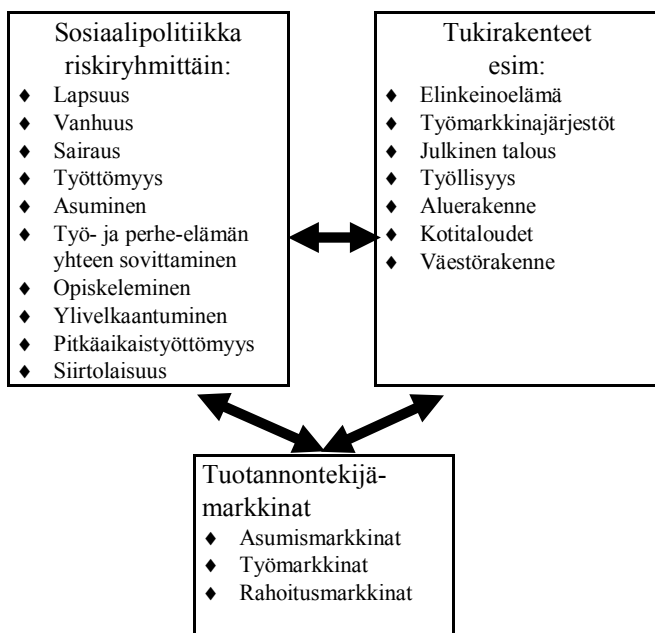 Sosiaalipolitiikka
riskiryhmittäin:
♦ Lapsuus
♦ Vanhuus
♦ Sairaus
♦ Työttömyys
♦ Asuminen
♦ Työ- ja perhe-elämän
yhteen sovittaminen
♦ Opiskeleminen
♦ Ylivelkaantuminen
♦ Pitkäaikaistyöttömyys
♦ Siirtolaisuus
Tukirakenteet
esim:
♦ Elinkeinoelämä
♦ Työmarkkinajärjestöt
♦ Julkinen talous
♦ Työllisyys
♦ Aluerakenne
♦ Kotitaloudet
♦ Väestörakenne
Tuotannontekijä-
markkinat
♦ Asumismarkkinat
♦ Työmarkkinat
♦ Rahoitusmarkkinat